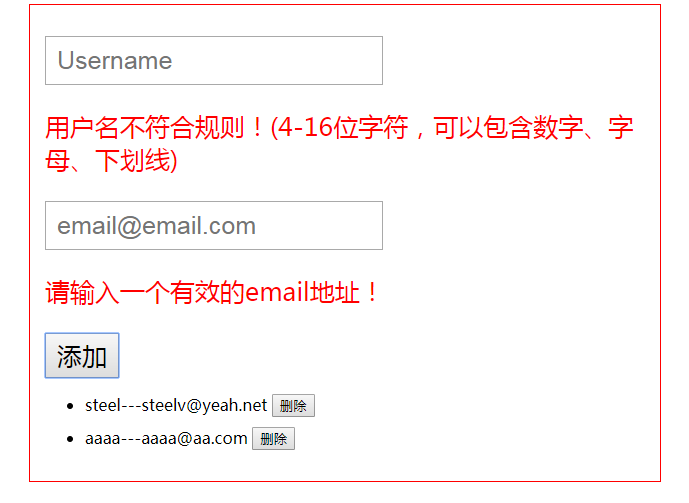 Username
用户名不符合规则！(4-16位字符，可以包含数字、字
母、下划线)
email@email.com
请输入一个有效的email地址！
添加
steel---steelv@yeah.net 删除
aaaa---aaaa@aa.com 删除